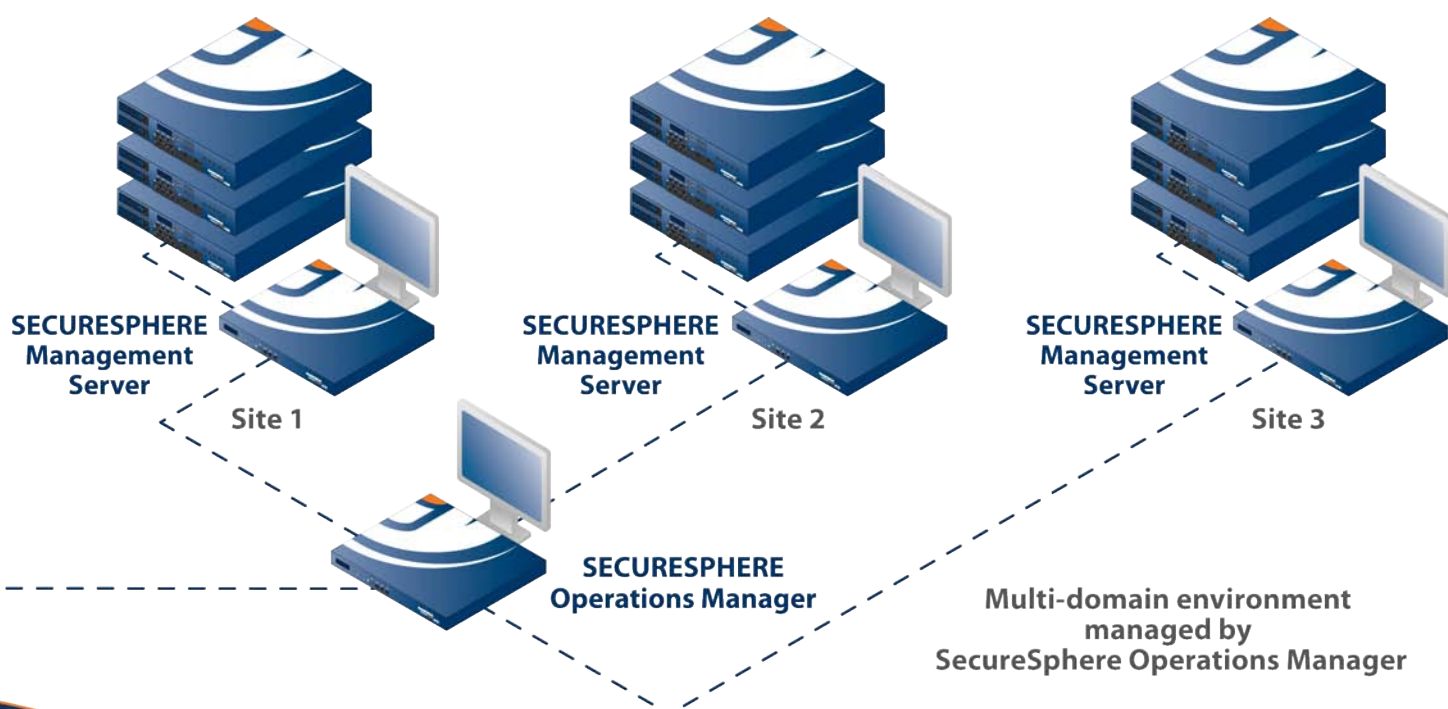 SECURESPHERE
Management
Server
Site 1
SECURESPHERE
Management
Server
Site 2
SECURESPHERE
Management
Server
Site 3
SECURESPHERE
Operations Manager
Multi-domain environment
managed by
SecureSphere Operations Manager